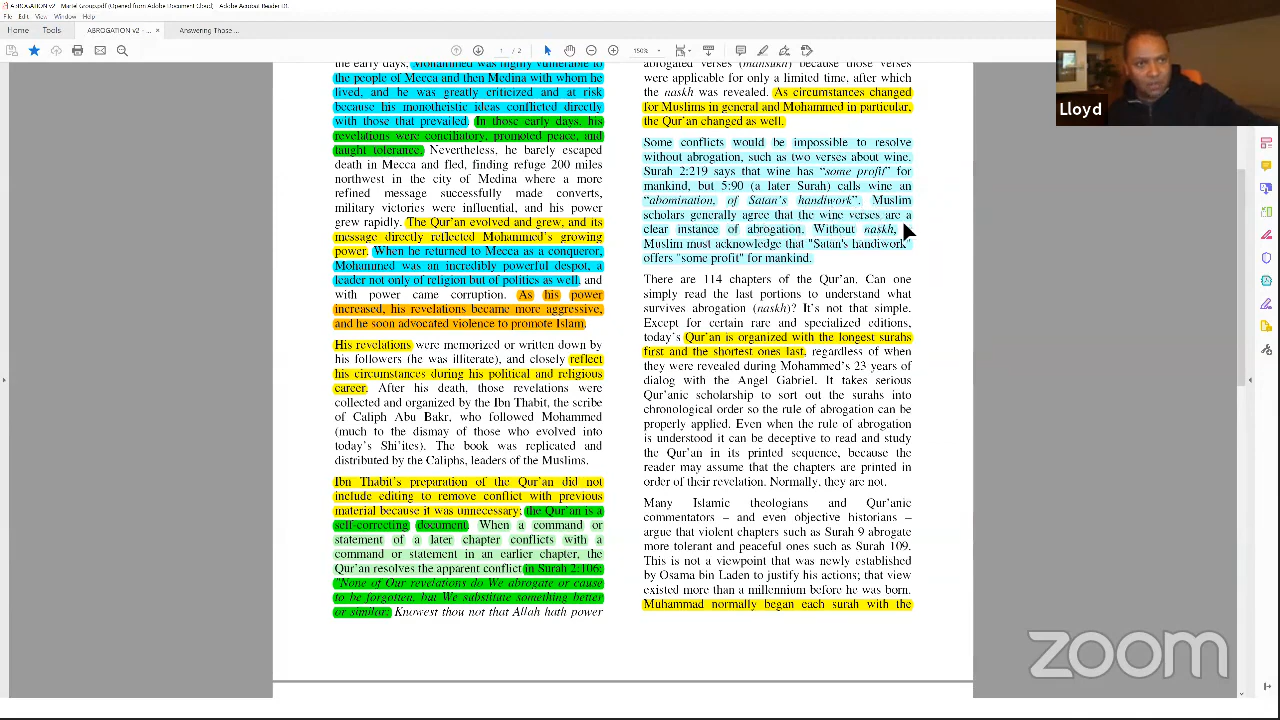 ABROGATION v2 - Martel Group.pdf (Opened from Adobe Document Cloud) - Adobe Acrobat Reader DC
File Edit View Window Help
Home Tools ABROGATION v2 - ... × Answering Those ...
1 / 2 150%
Lloyd
the early days, Mohammed was highly vulnerable to
the people of Mecca and then Medina with whom he
lived, and he was greatly criticized and at risk
because his monotheistic ideas conflicted directly
with those that prevailed. In those early days, his
revelations were conciliatory, promoted peace, and
taught tolerance. Nevertheless, he barely escaped
death in Mecca and fled, finding refuge 200 miles
northwest in the city of Medina where a more
refined message successfully made converts,
military victories were influential, and his power
grew rapidly. The Qur’an evolved and grew, and its
message directly reflected Mohammed’s growing
power. When he returned to Mecca as a conqueror,
Mohammed was an incredibly powerful despot, a
leader not only of religion but of politics as well, and
with power came corruption. As his power
increased, his revelations became more aggressive,
and he soon advocated violence to promote Islam.
His revelations were memorized or written down by
his followers (he was illiterate), and closely reflect
his circumstances during his political and religious
career. After his death, those revelations were
collected and organized by the Ibn Thabit, the scribe
of Caliph Abu Bakr, who followed Mohammed
(much to the dismay of those who evolved into
today’s Shi’ites). The book was replicated and
distributed by the Caliphs, leaders of the Muslims.
Ibn Thabit’s preparation of the Qur’an did not
include editing to remove conflict with previous
material because it was unnecessary; the Qur’an is a
self-correcting document. When a command or
statement of a later chapter conflicts with a
command or statement in an earlier chapter, the
Qur’an resolves the apparent conflict in Surah 2:106:
"None of Our revelations do We abrogate or cause
to be forgotten, but We substitute something better
or similar: Knowest thou not that Allah hath power
abrogated verses (mansukh) because those verses
were applicable for only a limited time, after which
the naskh was revealed. As circumstances changed
for Muslims in general and Mohammed in particular,
the Qur’an changed as well.
Some conflicts would be impossible to resolve
without abrogation, such as two verses about wine.
Surah 2:219 says that wine has “some profit” for
mankind, but 5:90 (a later Surah) calls wine an
“abomination, of Satan’s handiwork”. Muslim
scholars generally agree that the wine verses are a
clear instance of abrogation. Without naskh,
Muslim must acknowledge that "Satan's handiwork"
offers "some profit" for mankind.
There are 114 chapters of the Qur’an. Can one
simply read the last portions to understand what
survives abrogation (naskh)? It’s not that simple.
Except for certain rare and specialized editions,
today’s Qur’an is organized with the longest surahs
first and the shortest ones last, regardless of when
they were revealed during Mohammed’s 23 years of
dialog with the Angel Gabriel. It takes serious
Qur’anic scholarship to sort out the surahs into
chronological order so the rule of abrogation can be
properly applied. Even when the rule of abrogation
is understood it can be deceptive to read and study
the Qur’an in its printed sequence, because the
reader may assume that the chapters are printed in
order of their revelation. Normally, they are not.
Many Islamic theologians and Qur’anic
commentators – and even objective historians –
argue that violent chapters such as Surah 9 abrogate
more tolerant and peaceful ones such as Surah 109.
This is not a viewpoint that was newly established
by Osama bin Laden to justify his actions; that view
existed more than a millennium before he was born.
Muhammad normally began each surah with the
zoom